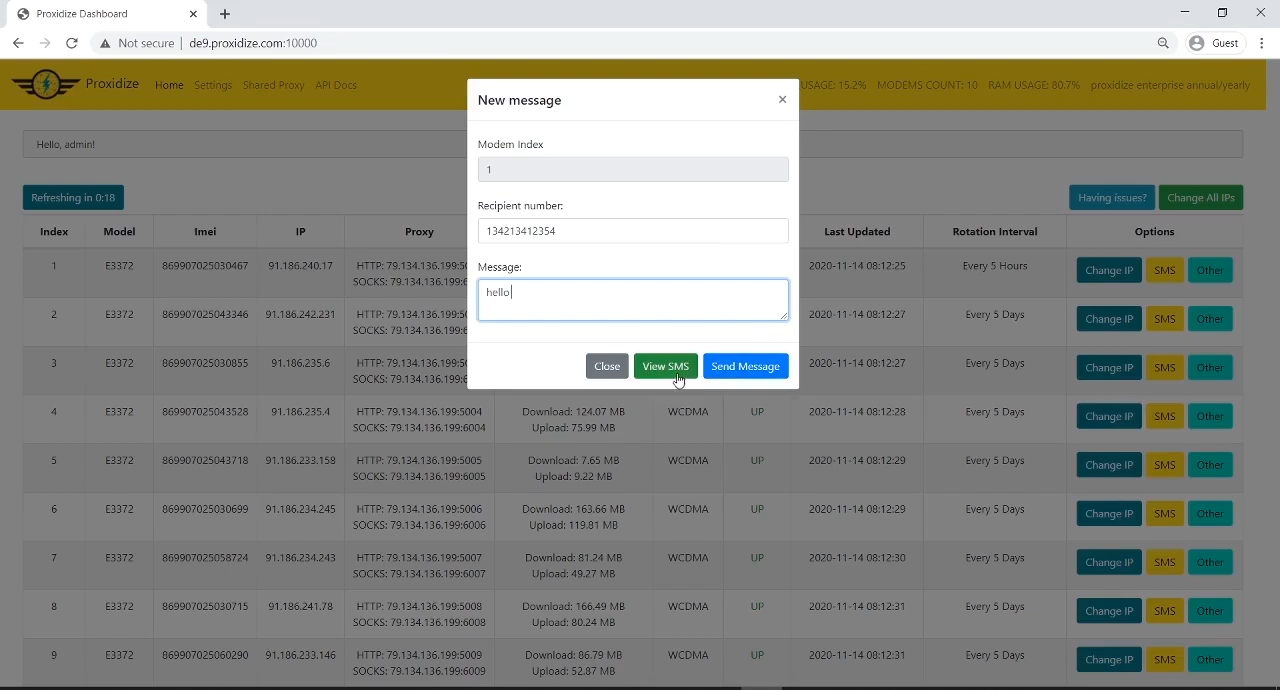 Proxidize Dashboard
Not secure | de9.proxidize.com:10000
Guest
Proxidize Home Settings Shared Proxy API Docs
USAGE: 15.2% MODEMS COUNT: 10 RAM USAGE: 80.7% proxidize enterprise annual/yearly
Hello, admin!
Refreshing in 0:18
Having issues? Change All IPs
New message
Modem Index
1
Recipient number:
134213412354
Message:
hello
Close View SMS Send Message
Index Model Imei IP Proxy Last Updated Rotation Interval Options
1 E3372 869907025030467 91.186.240.17 HTTP: 79.134.136.199:50 2020-11-14 08:12:25 Every 5 Hours Change IP SMS Other
SOCKS: 79.134.136.199:6
2 E3372 869907025043346 91.186.242.231 HTTP: 79.134.136.199:50 2020-11-14 08:12:27 Every 5 Days Change IP SMS Other
SOCKS: 79.134.136.199:6
3 E3372 869907025030855 91.186.235.6 HTTP: 79.134.136.199:50 2020-11-14 08:12:27 Every 5 Days Change IP SMS Other
SOCKS: 79.134.136.199:6
4 E3372 869907025043528 91.186.235.4 HTTP: 79.134.136.199:5004 Download: 124.07 MB WCDMA UP 2020-11-14 08:12:28 Every 5 Days Change IP SMS Other
SOCKS: 79.134.136.199:6004 Upload: 75.99 MB
5 E3372 869907025043718 91.186.233.158 HTTP: 79.134.136.199:5005 Download: 7.65 MB WCDMA UP 2020-11-14 08:12:29 Every 5 Days Change IP SMS Other
SOCKS: 79.134.136.199:6005 Upload: 9.22 MB
6 E3372 869907025030699 91.186.234.245 HTTP: 79.134.136.199:5006 Download: 163.66 MB WCDMA UP 2020-11-14 08:12:29 Every 5 Days Change IP SMS Other
SOCKS: 79.134.136.199:6006 Upload: 119.81 MB
7 E3372 869907025058724 91.186.234.243 HTTP: 79.134.136.199:5007 Download: 81.24 MB WCDMA UP 2020-11-14 08:12:30 Every 5 Days Change IP SMS Other
SOCKS: 79.134.136.199:6007 Upload: 49.27 MB
8 E3372 869907025030715 91.186.241.78 HTTP: 79.134.136.199:5008 Download: 166.49 MB WCDMA UP 2020-11-14 08:12:31 Every 5 Days Change IP SMS Other
SOCKS: 79.134.136.199:6008 Upload: 80.24 MB
9 E3372 869907025060290 91.186.233.146 HTTP: 79.134.136.199:5009 Download: 86.79 MB WCDMA UP 2020-11-14 08:12:31 Every 5 Days Change IP SMS Other
SOCKS: 79.134.136.199:6009 Upload: 52.87 MB